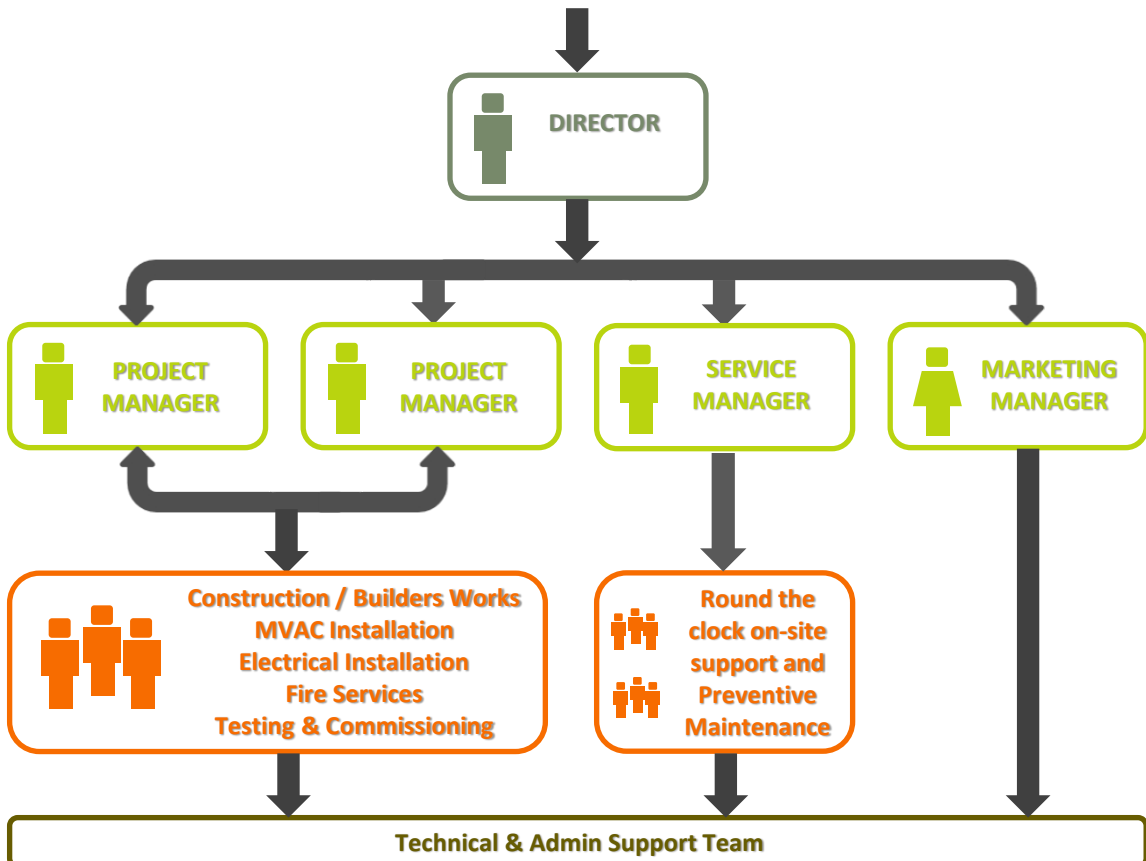 DIRECTOR
PROJECT
MANAGER
PROJECT
MANAGER
SERVICE
MANAGER
MARKETING
MANAGER
Construction / Builders Works
MVAC Installation
Electrical Installation
Fire Services
Testing & Commissioning
Round the
clock on-site
support and
Preventive
Maintenance
Technical & Admin Support Team